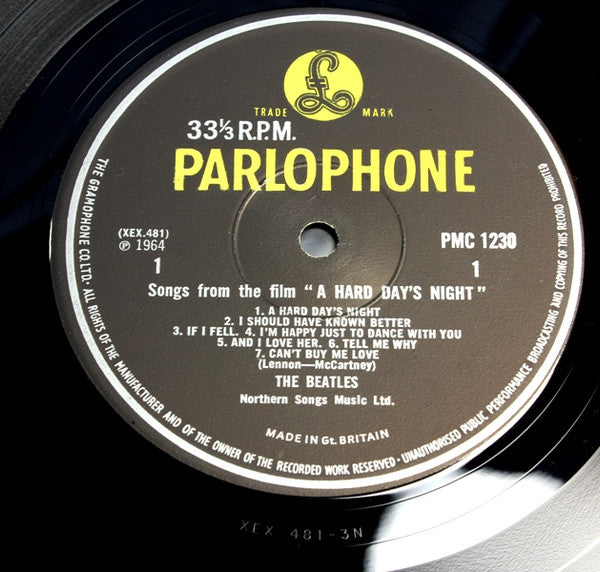 £
TRADE MARK
33⅓ R.P.M.
PARLOPHONE
(XEX.481)
℗ 1964
PMC 1230
1
1
Songs from the film “A HARD DAY'S NIGHT”
1. A HARD DAY'S NIGHT
2. I SHOULD HAVE KNOWN BETTER
3. IF I FELL. 4. I'M HAPPY JUST TO DANCE WITH YOU
5. AND I LOVE HER. 6. TELL ME WHY
7. CAN'T BUY ME LOVE
(Lennon—McCartney)
THE BEATLES
Northern Songs Music Ltd.
MADE IN Gt. BRITAIN
THE GRAMOPHONE CO. LTD. · ALL RIGHTS OF THE MANUFACTURER AND OF THE OWNER OF THE RECORDED WORK RESERVED · UNAUTHORISED PUBLIC PERFORMANCE BROADCASTING AND COPYING OF THIS RECORD PROHIBITED
XEX 481-3N